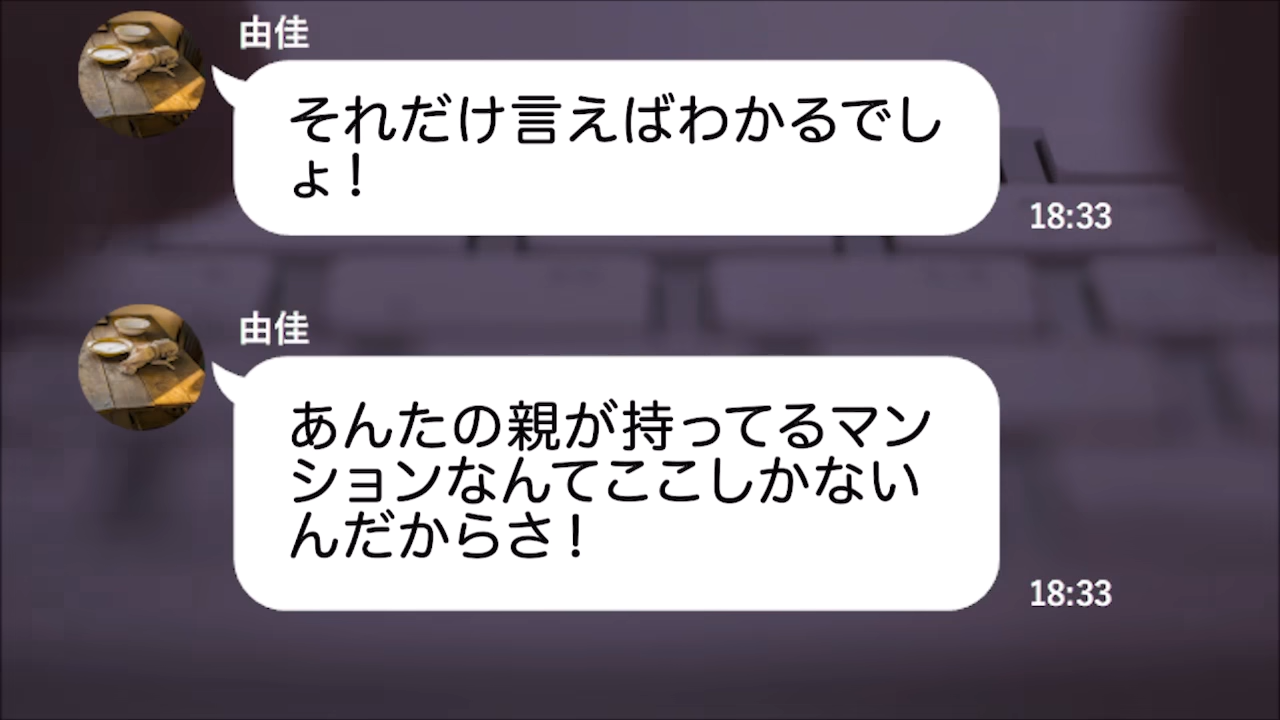 由佳
それだけ言えばわかるでし
ょ！
18:33
由佳
あんたの親が持ってるマン
ションなんてここしかない
んだからさ！
18:33